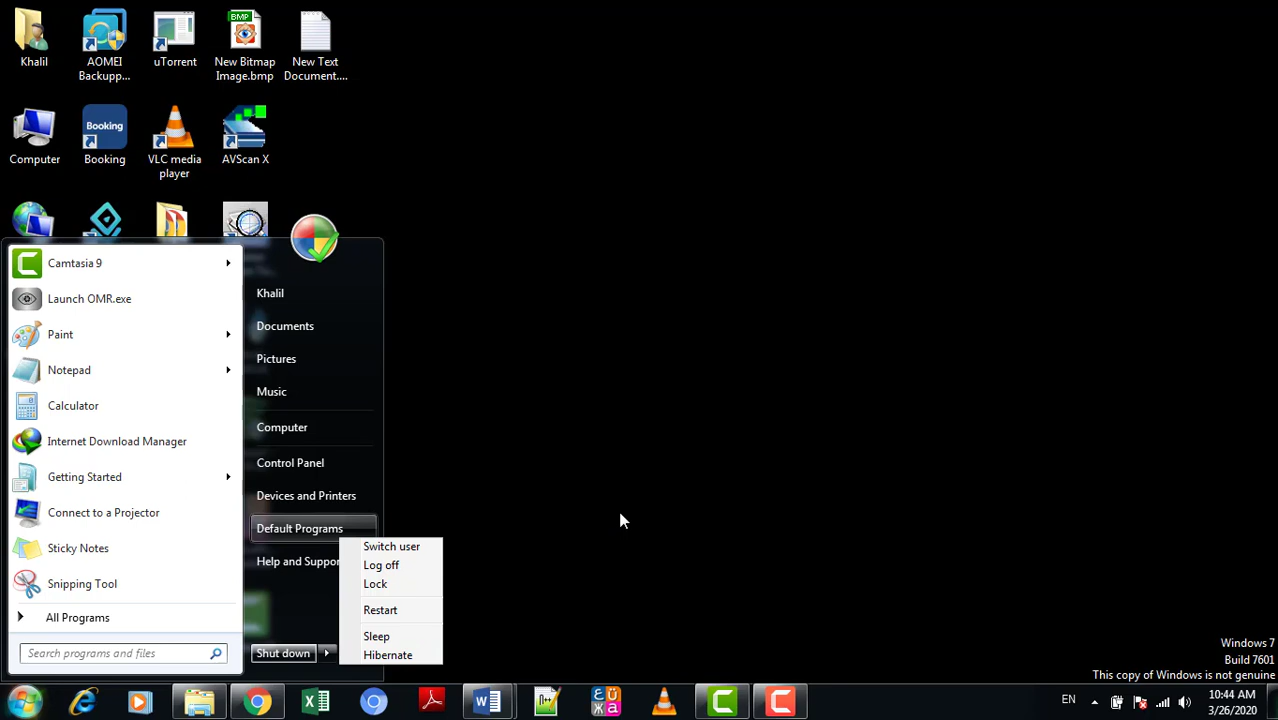 Khalil
AOMEI
Backupp...
uTorrent
BMP
New Bitmap
Image.bmp
New Text
Document....
Computer
Booking
Booking
VLC media
player
AVScan X
Camtasia 9
Launch OMR.exe
Paint
Notepad
Calculator
Internet Download Manager
Getting Started
Connect to a Projector
Sticky Notes
Snipping Tool
All Programs
Search programs and files
Khalil
Documents
Pictures
Music
Computer
Control Panel
Devices and Printers
Default Programs
Help and Suppor
Shut down
Switch user
Log off
Lock
Restart
Sleep
Hibernate
Windows 7
Build 7601
This copy of Windows is not genuine
EN
10:44 AM
3/26/2020